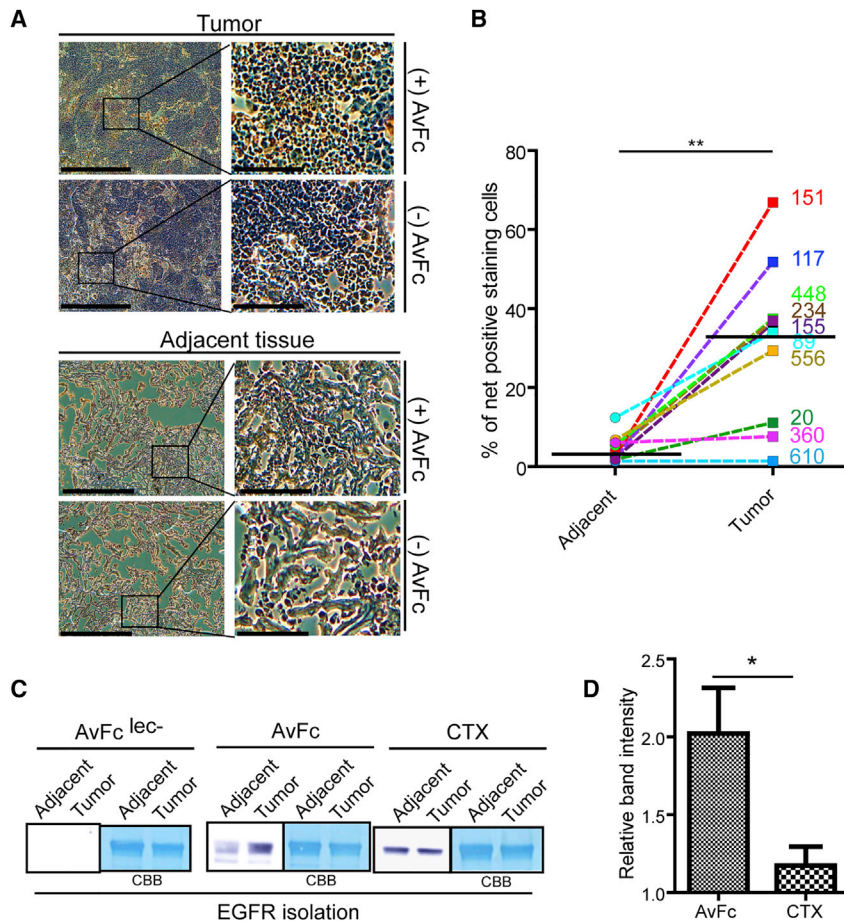 A
Tumor
(+) AvFc
(-) AvFc
Adjacent tissue
(+) AvFc
(-) AvFc
B
% of net positive staining cells
80
60
40
20
0
**
151
117
448
234
155
89
556
20
360
610
Adjacent
Tumor
C
AvFc lec-
AvFc
CTX
Adjacent
Tumor
Adjacent
Tumor
Adjacent
Tumor
Adjacent
Tumor
Adjacent
Tumor
Adjacent
Tumor
CBB
CBB
CBB
EGFR isolation
D
Relative band intensity
2.5
2.0
1.5
1.0
*
AvFc
CTX